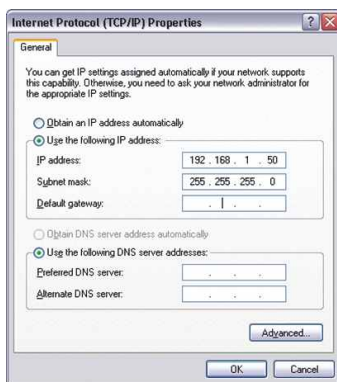 Internet Protocol (TCP/IP) Properties
General
You can get IP settings assigned automatically if your network supports
this capability. Otherwise, you need to ask your network administrator for
the appropriate IP settings.
Obtain an IP address automatically
Use the following IP address:
IP address: 192 . 168 . 1 . 50
Subnet mask: 255 . 255 . 255 . 0
Default gateway: . . .
Obtain DNS server address automatically
Use the following DNS server addresses:
Preferred DNS server: . . .
Alternate DNS server: . . .
Advanced...
OK Cancel